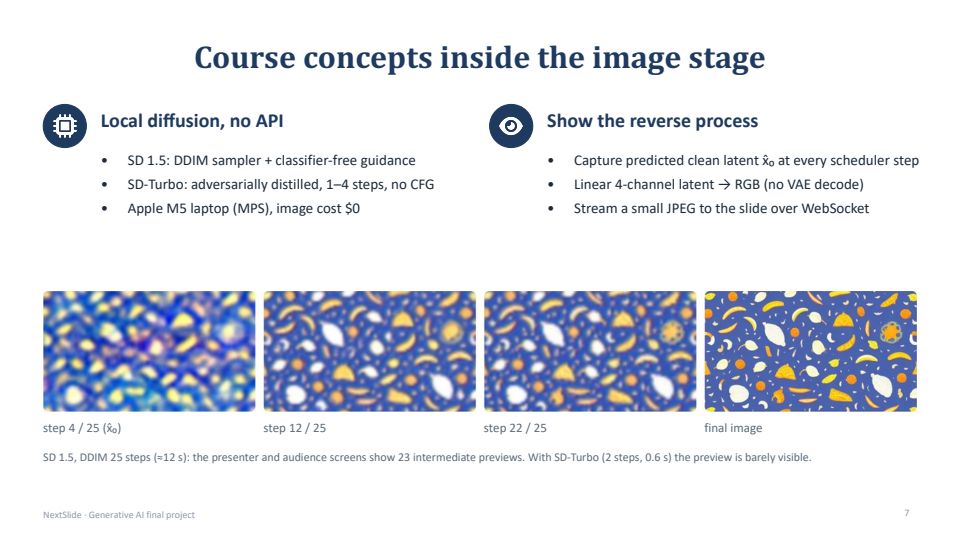 Course concepts inside the image stage
Local diffusion, no API
• SD 1.5: DDIM sampler + classifier-free guidance
• SD-Turbo: adversarially distilled, 1–4 steps, no CFG
• Apple M5 laptop (MPS), image cost $0
Show the reverse process
• Capture predicted clean latent x̂₀ at every scheduler step
• Linear 4-channel latent → RGB (no VAE decode)
• Stream a small JPEG to the slide over WebSocket
step 4 / 25 (x̂₀)
step 12 / 25
step 22 / 25
final image
SD 1.5, DDIM 25 steps (≈12 s): the presenter and audience screens show 23 intermediate previews. With SD-Turbo (2 steps, 0.6 s) the preview is barely visible.
NextSlide · Generative AI final project
7